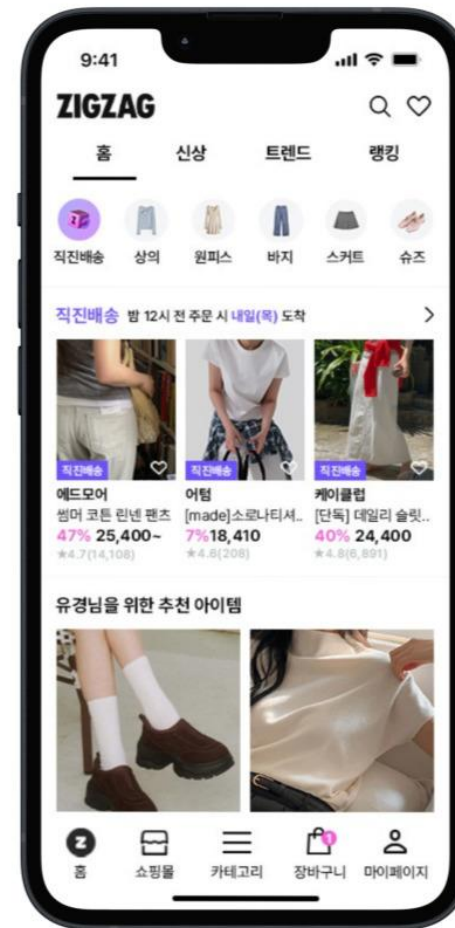 9:41
ZIGZAG
홈 신상 트렌드 랭킹
직진배송 상의 원피스 바지 스커트 슈즈
직진배송 밤 12시 전 주문 시 내일(목) 도착
직진배송 직진배송 직진배송
에드모어 어텀 케이클럽
썸머 코튼 린넨 팬츠 [made]소로나티셔.. [단독] 데일리 슬릿..
47% 25,400~ 7%18,410 40% 24,400
★4.7(14,108) ★4.6(208) ★4.8(6,891)
유경님을 위한 추천 아이템
Z 1
홈 쇼핑몰 카테고리 장바구니 마이페이지